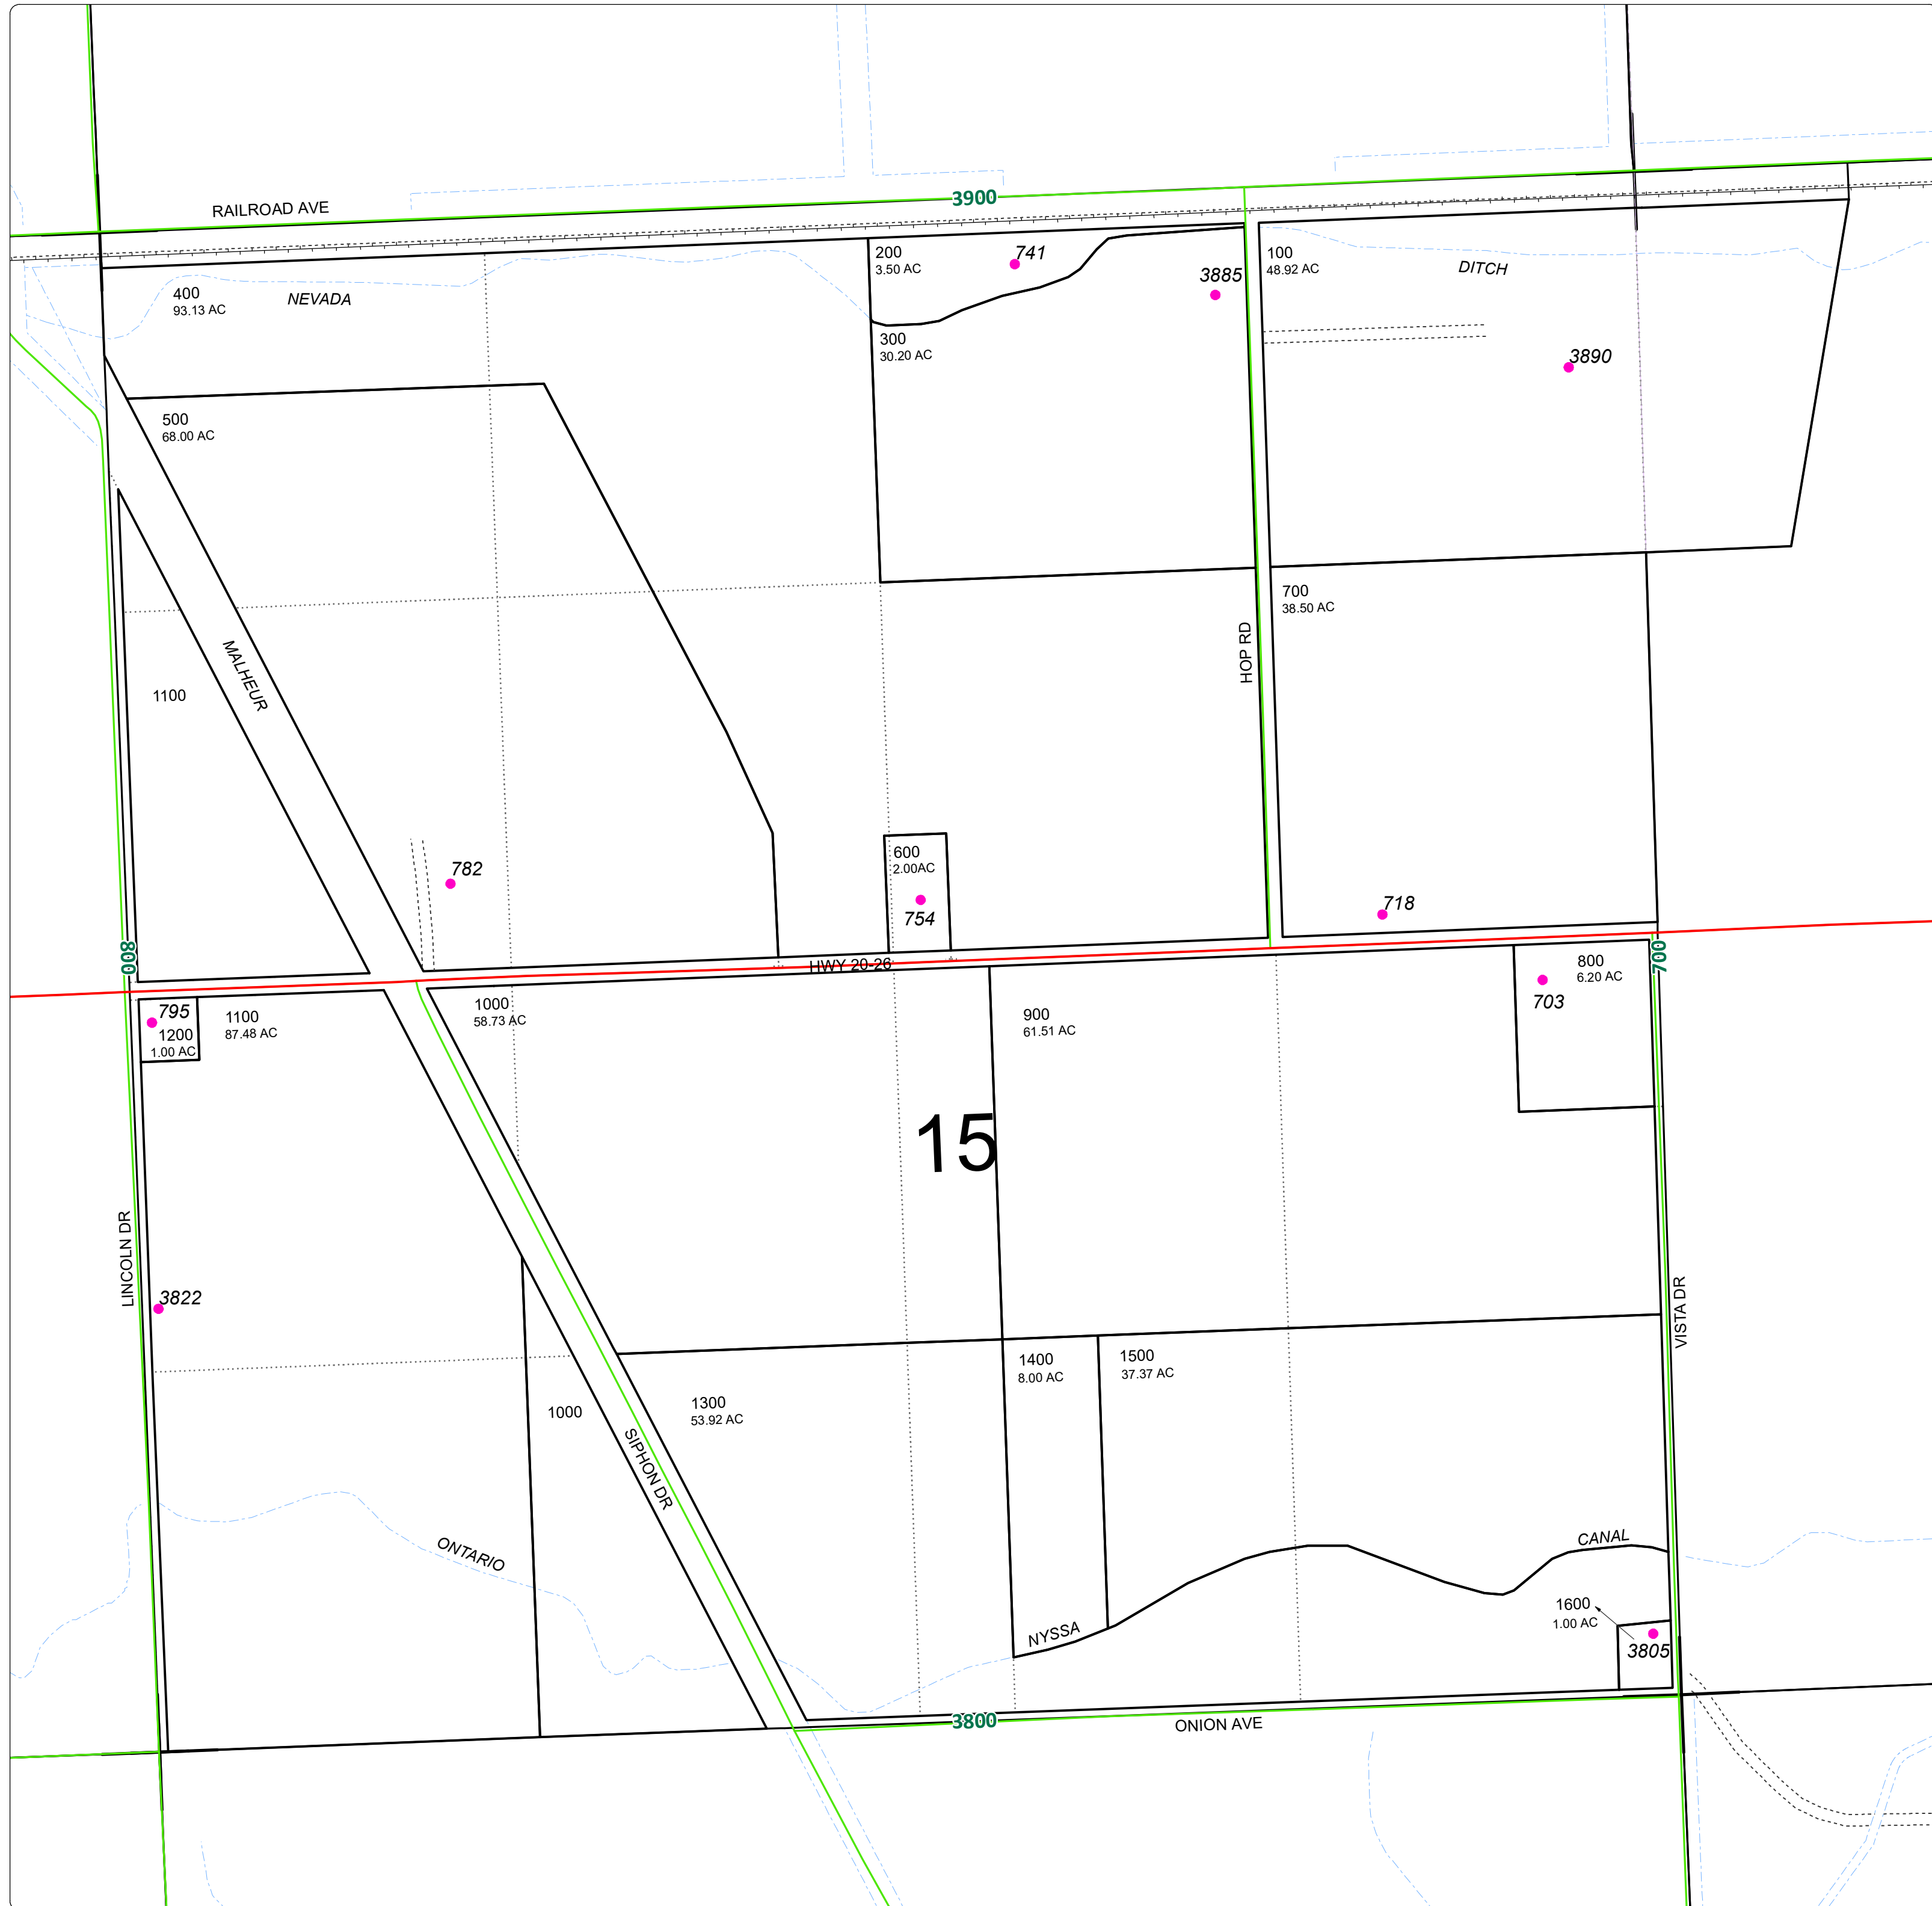 RAILROAD AVE
3900
200
3.50 AC
741
3885
100
48.92 AC
DITCH
400
93.13 AC
NEVADA
300
30.20 AC
3890
500
68.00 AC
700
38.50 AC
HOP RD
MALHEUR
1100
782
600
2.00AC
754
718
800
HWY 20-26
700
800
6.20 AC
703
795
1200
1.00 AC
1100
87.48 AC
1000
58.73 AC
900
61.51 AC
15
LINCOLN DR
3822
VISTA DR
1400
8.00 AC
1500
37.37 AC
1000
1300
53.92 AC
SIPHON DR
ONTARIO
CANAL
NYSSA
1600
1.00 AC
3805
3800
ONION AVE